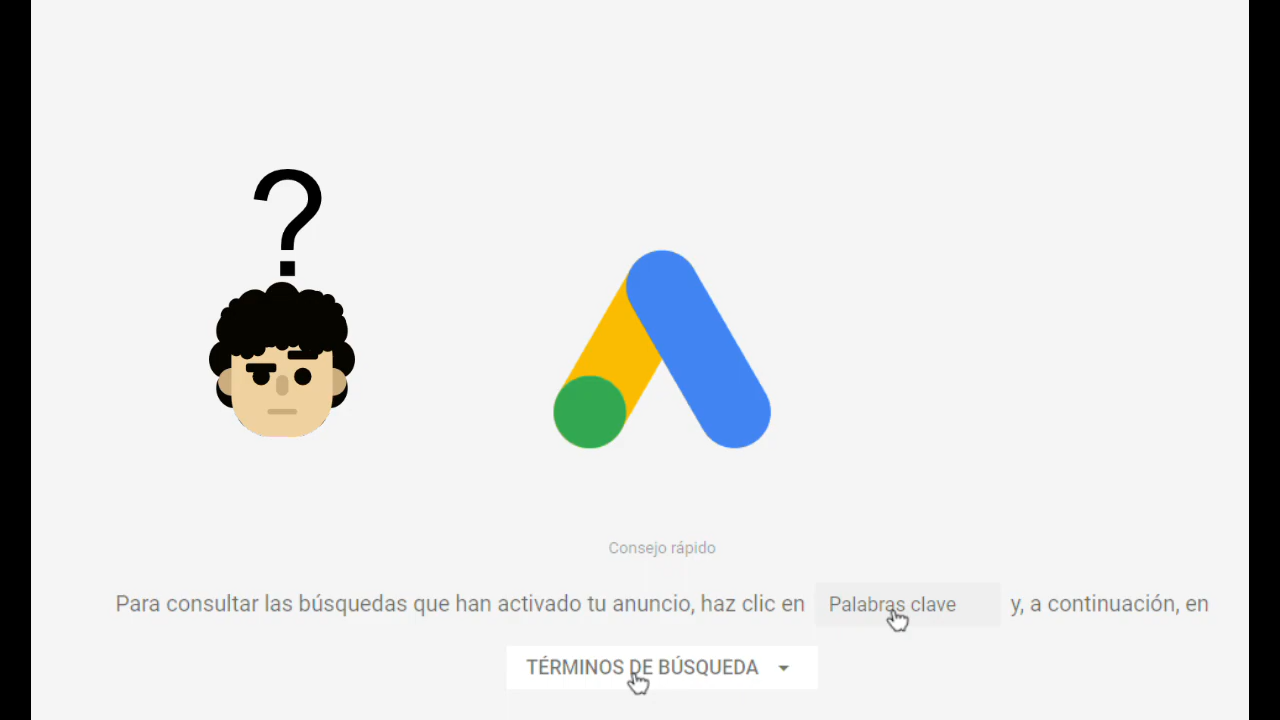 ?
Consejo rápido
Para consultar las búsquedas que han activado tu anuncio, haz clic en Palabras clave y, a continuación, en
TÉRMINOS DE BÚSQUEDA